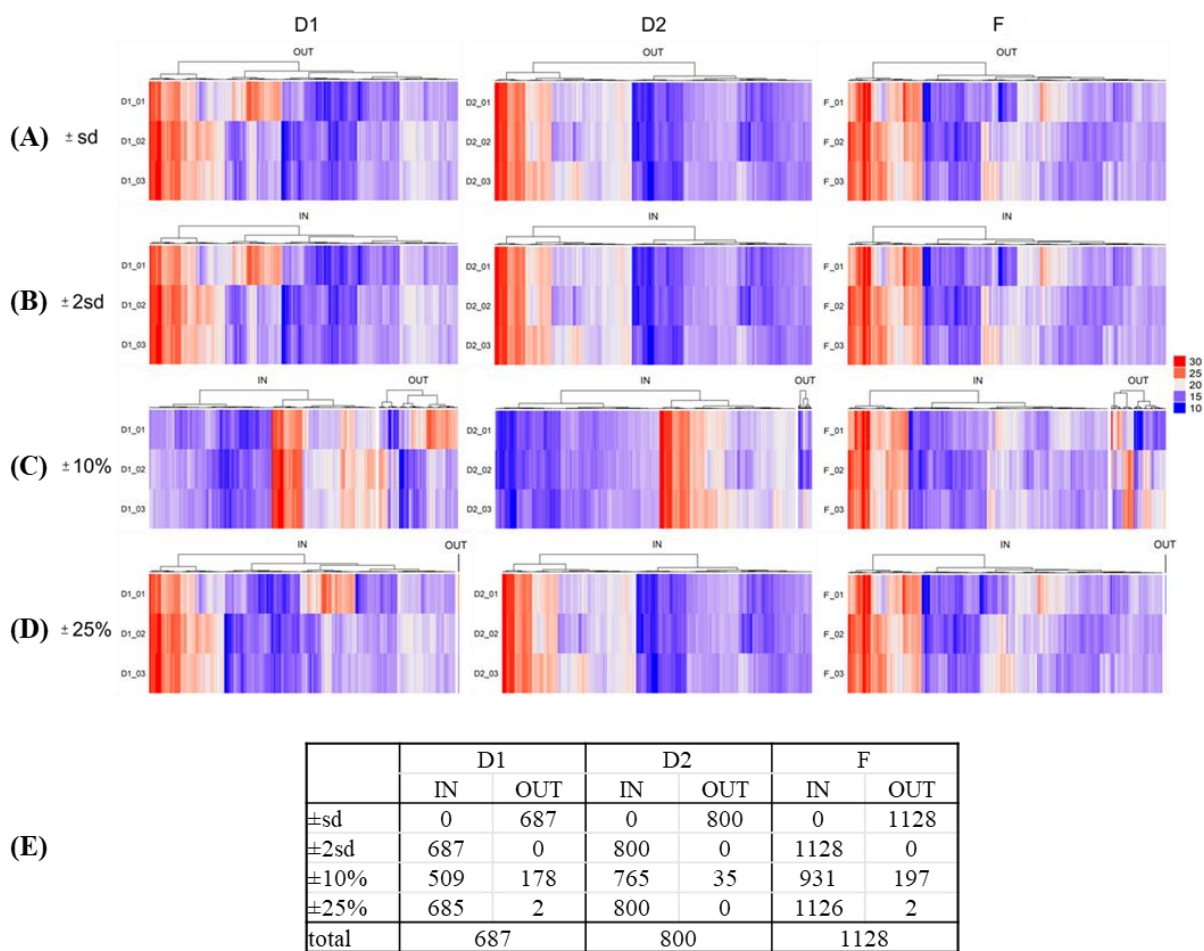 D1 D2 F
OUT OUT OUT
(A) ± sd
D1_01 D2_01 F_01
D1_02 D2_02 F_02
D1_03 D2_03 F_03
IN IN IN
(B) ± 2sd
D1_01 D2_01 F_01
D1_02 D2_02 F_02
D1_03 D2_03 F_03
30
25
20
15
10
IN OUT IN OUT IN OUT
(C) ± 10%
D1_01 D2_01 F_01
D1_02 D2_02 F_02
D1_03 D2_03 F_03
IN OUT IN IN OUT
(D) ± 25%
D1_01 D2_01 F_01
D1_02 D2_02 F_02
D1_03 D2_03 F_03
(E)
D1 D2 F
IN OUT IN OUT IN OUT
±sd 0 687 0 800 0 1128
±2sd 687 0 800 0 1128 0
±10% 509 178 765 35 931 197
±25% 685 2 800 0 1126 2
total 687 800 1128